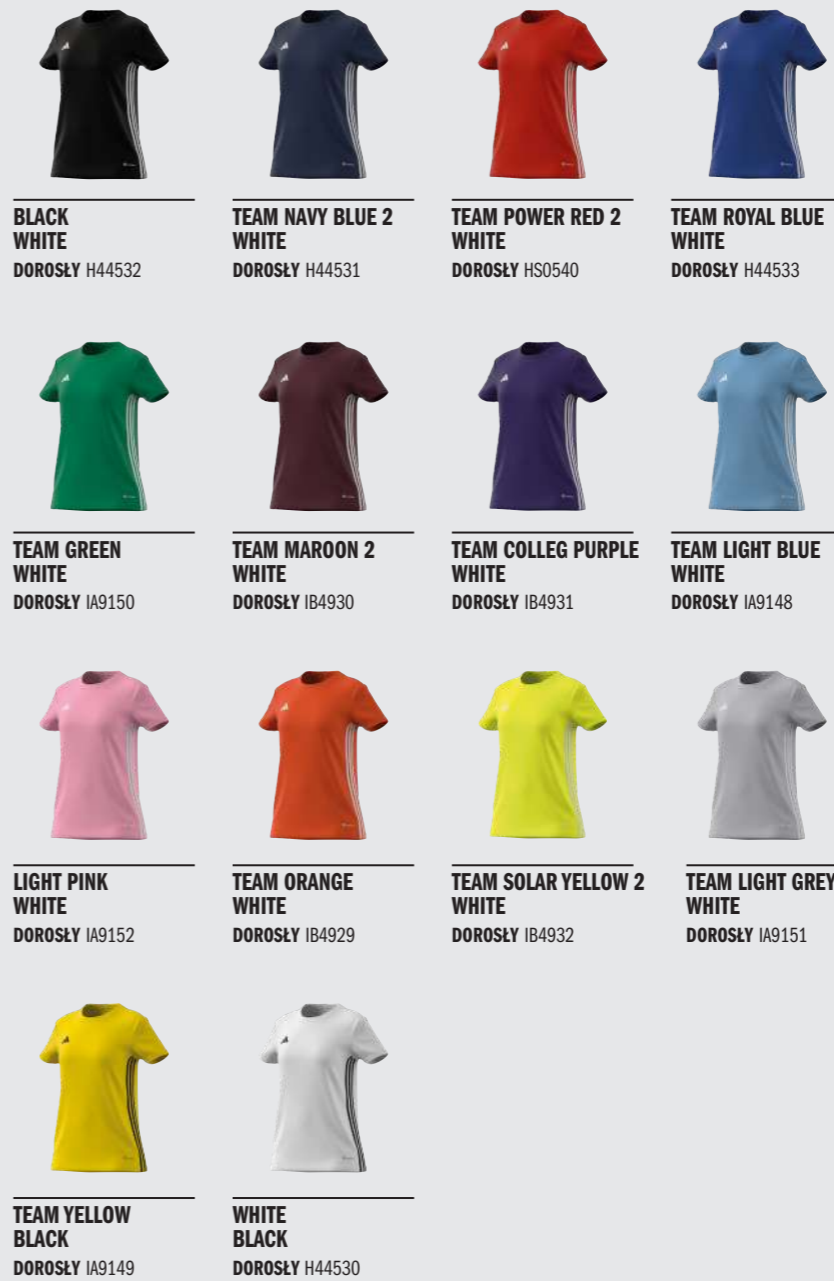 BLACK
WHITE
DOROSŁY H44532
TEAM NAVY BLUE 2
WHITE
DOROSŁY H44531
TEAM POWER RED 2
WHITE
DOROSŁY HS0540
TEAM ROYAL BLUE
WHITE
DOROSŁY H44533
TEAM GREEN
WHITE
DOROSŁY IA9150
TEAM MAROON 2
WHITE
DOROSŁY IB4930
TEAM COLLEG PURPLE
WHITE
DOROSŁY IB4931
TEAM LIGHT BLUE
WHITE
DOROSŁY IA9148
LIGHT PINK
WHITE
DOROSŁY IA9152
TEAM ORANGE
WHITE
DOROSŁY IB4929
TEAM SOLAR YELLOW 2
WHITE
DOROSŁY IB4932
TEAM LIGHT GREY
WHITE
DOROSŁY IA9151
TEAM YELLOW
BLACK
DOROSŁY IA9149
WHITE
BLACK
DOROSŁY H44530